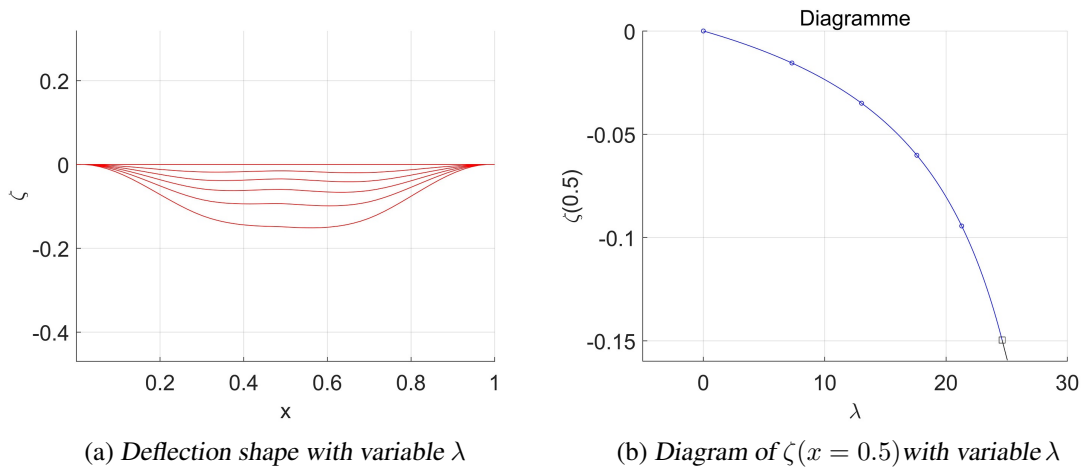 0.2
0
-0.2
-0.4
ζ
0.2
0.4
0.6
0.8
1
x
(a) Deflection shape with variable λ
Diagramme
0
-0.05
-0.1
-0.15
ζ(0.5)
0
10
20
30
λ
(b) Diagram of ζ(x = 0.5)with variable λ